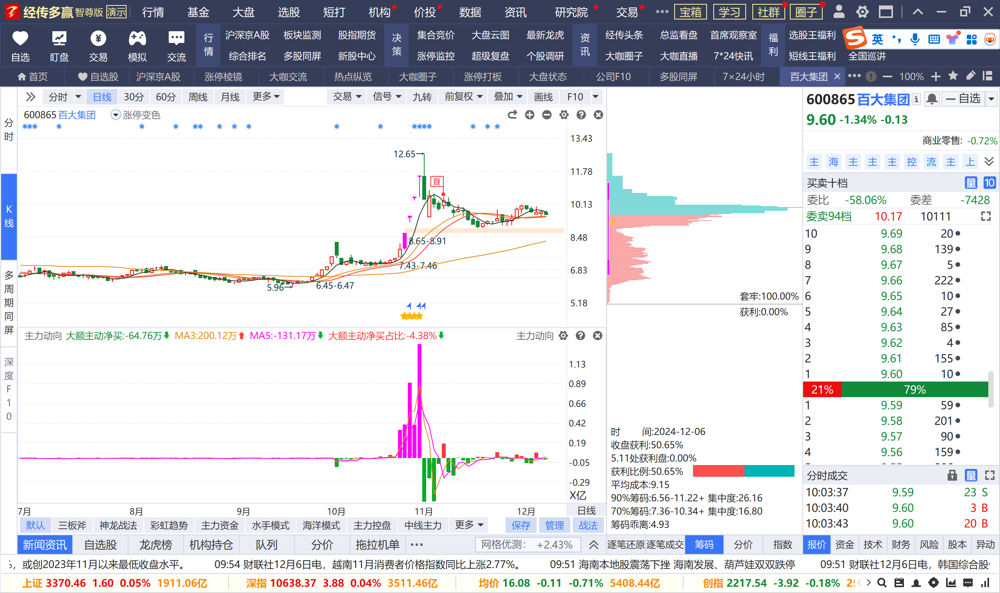 经传多赢 智尊版 演示 行情 基金 大盘 选股 短打 机构 价投 数据 资讯 研究院 交易 宝箱 学习 社群 圈子
自选 盯盘 交易 模拟 交流
行情 沪深京A股 板块监测 股指期货 决策 集合竞价 大盘云图 最新龙虎 资讯 经传头条 总监看盘 首席观察室 福利 选股王福利 英
综合排名 多股同屏 新股中心 涨停监控 超级复盘 个股调研 大咖圈子 大咖直播 7*24快讯 短线王福利 全国巡讲
首页 自选股 沪深京A股 涨停棱镜 大咖交流 热点纵览 大咖圈子 涨停打板 大盘状态 公司F10 多股同屏 7×24小时 百大集团 100%
分时 日线 30分 60分 周线 月线 更多 交易 信号 九转 前复权 叠加 画线 F10
分时
K线
多周期同屏
深度F10
600865 百大集团 涨停变色
13.43
12.65→
11.78
自
10.13
8.48
8.65-8.91
7.43-7.46
6.83
6.45-6.47
5.96→
5.18
主力动向 大额主动净买:-64.76万 MA3:200.12万 MA5:-131.17万 大额主动净买占比:-4.38% 主力动向
1.13
0.89
0.66
0.42
0.19
-0.05
-0.29
X亿
7月 8月 9月 10月 11月 12月 日线
默认 三板斧 神龙战法 彩虹趋势 主力资金 水手模式 海洋模式 主力控盘 中线主力 更多 保存 管理 战法
新闻资讯 自选股 龙虎榜 机构持仓 队列 分价 拖拉机单 网格优测: +2.43%
套牢:100.00%
获利:0.00%
时 间:2024-12-06
收盘获利:50.65%
5.11处获利盘:0.00%
获利比例:50.65%
平均成本:9.15
90%筹码:6.56-11.22+ 集中度:26.16
70%筹码:7.36-10.34+ 集中度:16.80
筹码乖离:4.93
逐笔还原 逐笔成交 筹码 分价 指数
600865 百大集团 自选
9.60 -1.34% -0.13
商业零售: -0.72%
主 海 主 主 主 控 流 主 上
买卖十档 量 10
委比 -58.06% 委差 -7428
委卖94档 10.17 10111
10 9.69 20
9 9.68 139
8 9.67 5
7 9.66 222
6 9.65 10
5 9.64 27
4 9.63 85
3 9.62 4
2 9.61 155
1 9.60 10
21% 79%
1 9.59 59
2 9.58 201
3 9.57 90
4 9.56 159
分时成交 量
10:03:37 9.59 23 S
10:03:40 9.60 3 B
10:03:43 9.60 20 B
报价 资金 技术 财务 风险 股本 异动
,或创2023年11月以来最低收盘水平。 09:54 财联社12月6日电，越南11月消费者价格指数同比上涨2.77%。 09:51 海南本地股震荡下挫 海南发展、葫芦娃双双跌停 09:51 财联社12月6日电，韩国综合股
上证 3370.46 1.60 0.05% 1911.06亿 深指 10638.37 3.88 0.04% 3511.46亿 均价 16.08 -0.11 -0.71% 5408.44亿 创指 2217.54 -3.92 -0.18%